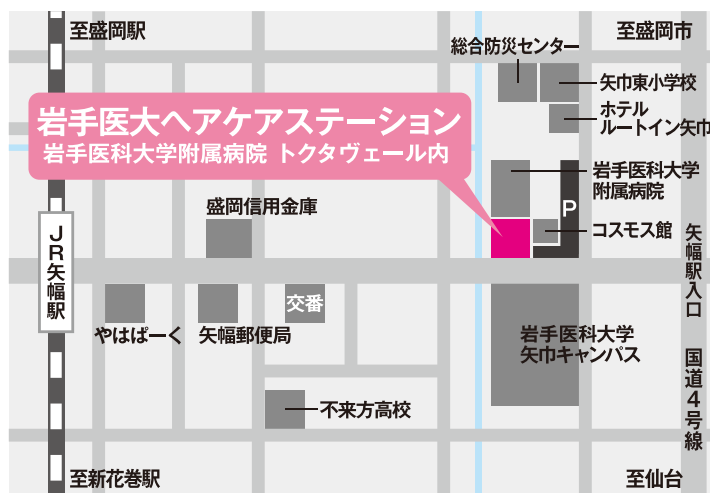 至盛岡駅
至盛岡市
総合防災センター
矢巾東小学校
ホテル
ルートイン矢巾
岩手医大ヘアケアステーション
岩手医科大学附属病院 トクタヴェール内
岩手医科大学
附属病院
P
コスモス館
盛岡信用金庫
JR矢幅駅
矢幅駅入口
交番
やはぱーく
矢幅郵便局
岩手医科大学
矢巾キャンパス
国道4号線
不来方高校
至新花巻駅
至仙台